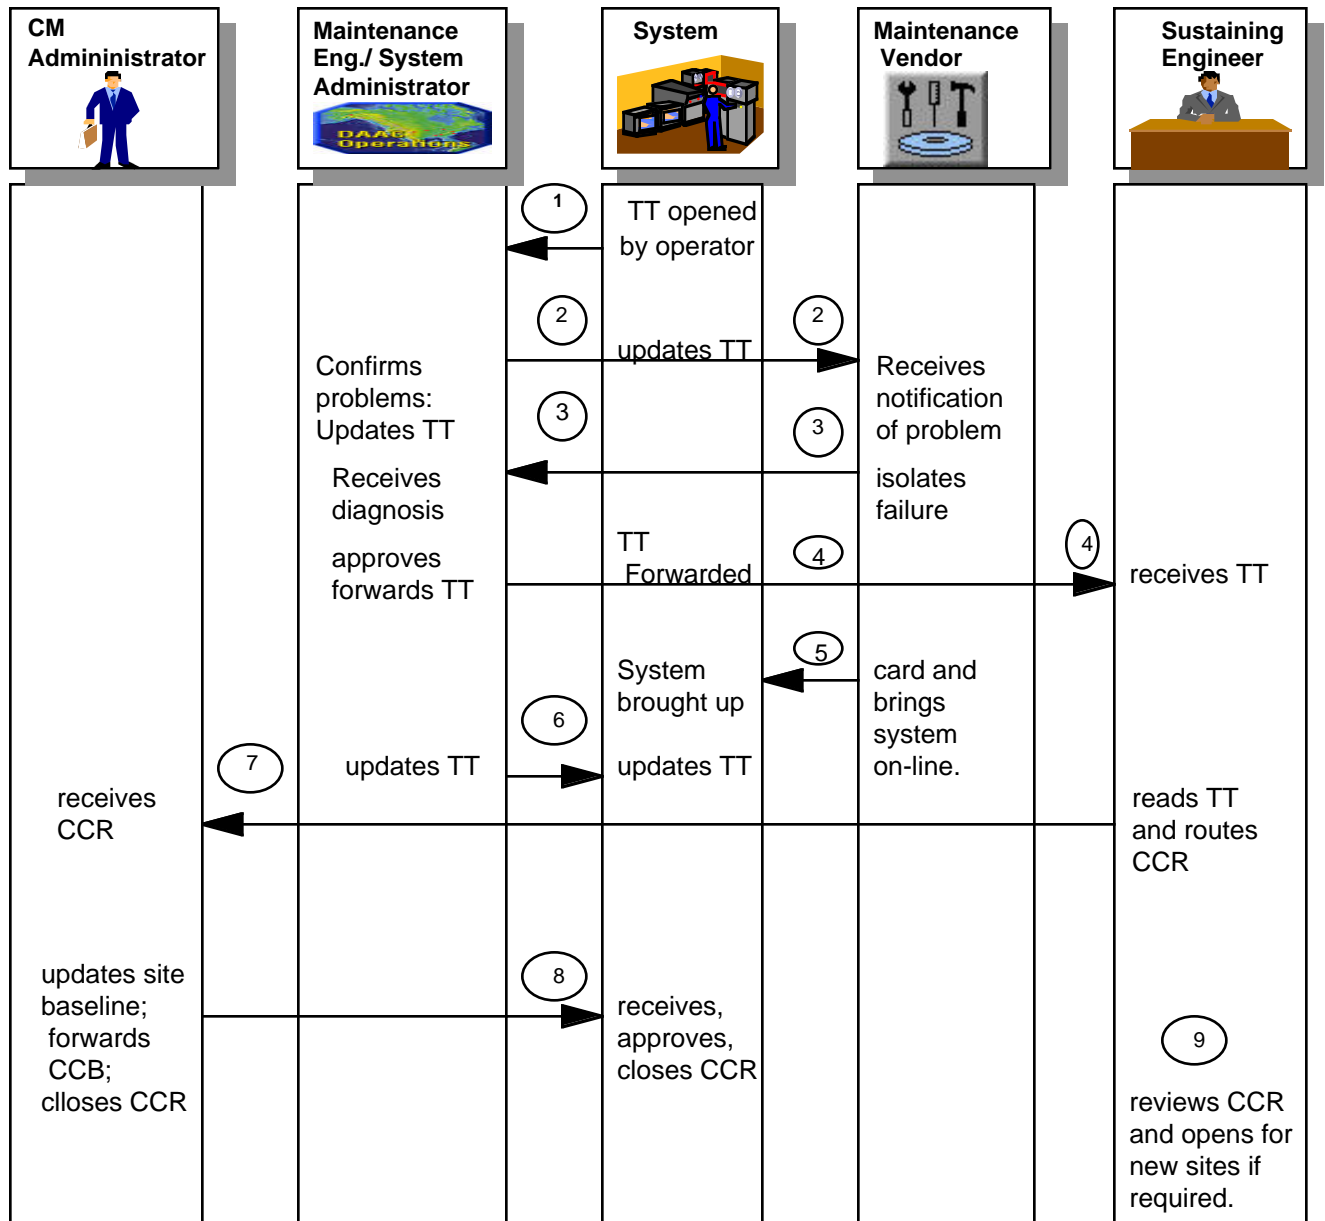 CM
Admininistrator
Maintenance
Eng./ System
Administrator
DAAC
Operations
System
Maintenance
Vendor
Sustaining
Engineer
1
TT opened
by operator
2
2
updates TT
Confirms
problems:
Updates TT
Receives
notification
of problem
3
3
Receives
diagnosis
isolates
failure
approves
forwards TT
TT
Forwarded
4
4
receives TT
5
System
brought up
card and
brings
system
on-line.
6
updates TT
updates TT
7
receives
CCR
reads TT
and routes
CCR
updates site
baseline;
forwards
CCB;
clloses CCR
8
receives,
approves,
closes CCR
9
reviews CCR
and opens for
new sites if
required.